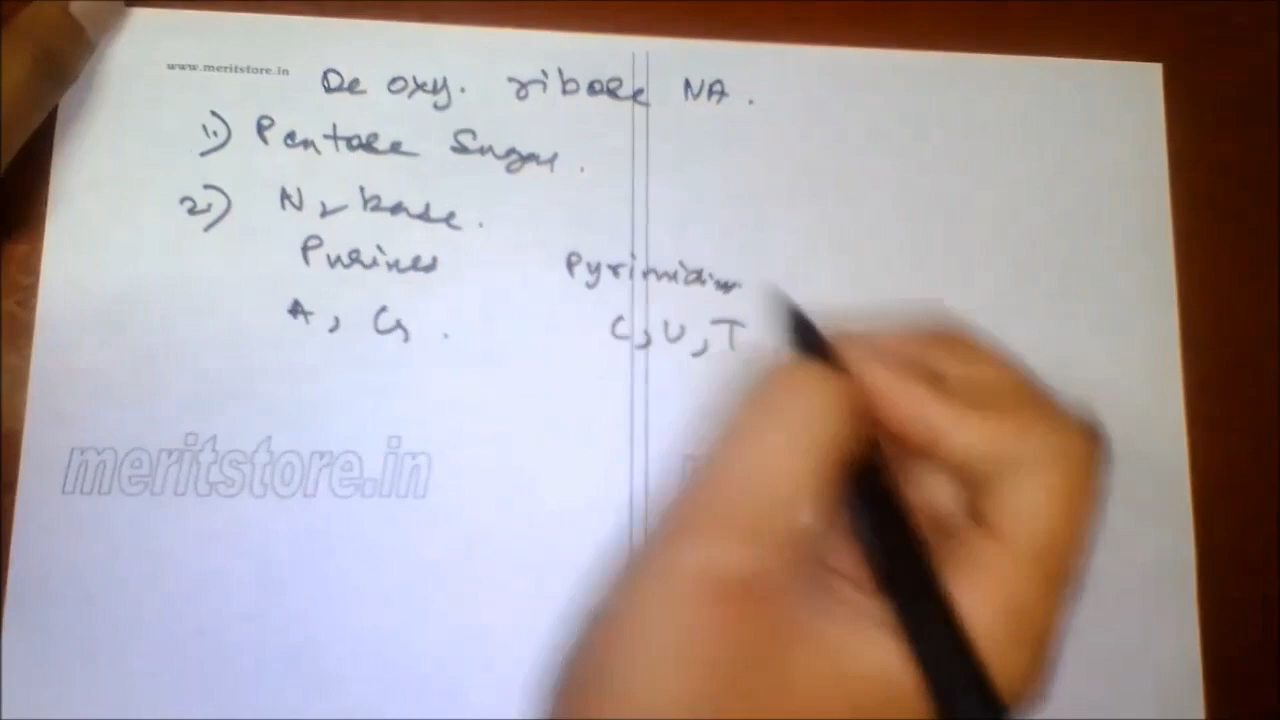 www.meritstore.in
De oxy. ribose NA.
1.) Pentose Sugar.
2.) N2 base.
Purines Pyrimidin
A, G. C, U, T
meritstore.in